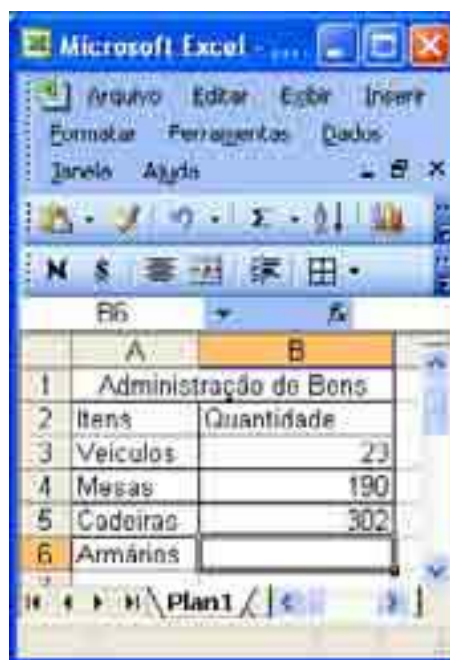 Microsoft Excel - ...
Arquivo Editar Exibir Inserir
Formatar Ferramentas Dados
Janela Ajuda
N $
B6 fx
A B
1 Administração de Bens
2 Itens Quantidade
3 Veículos 23
4 Mesas 190
5 Cadeiras 302
6 Armários
Plan1